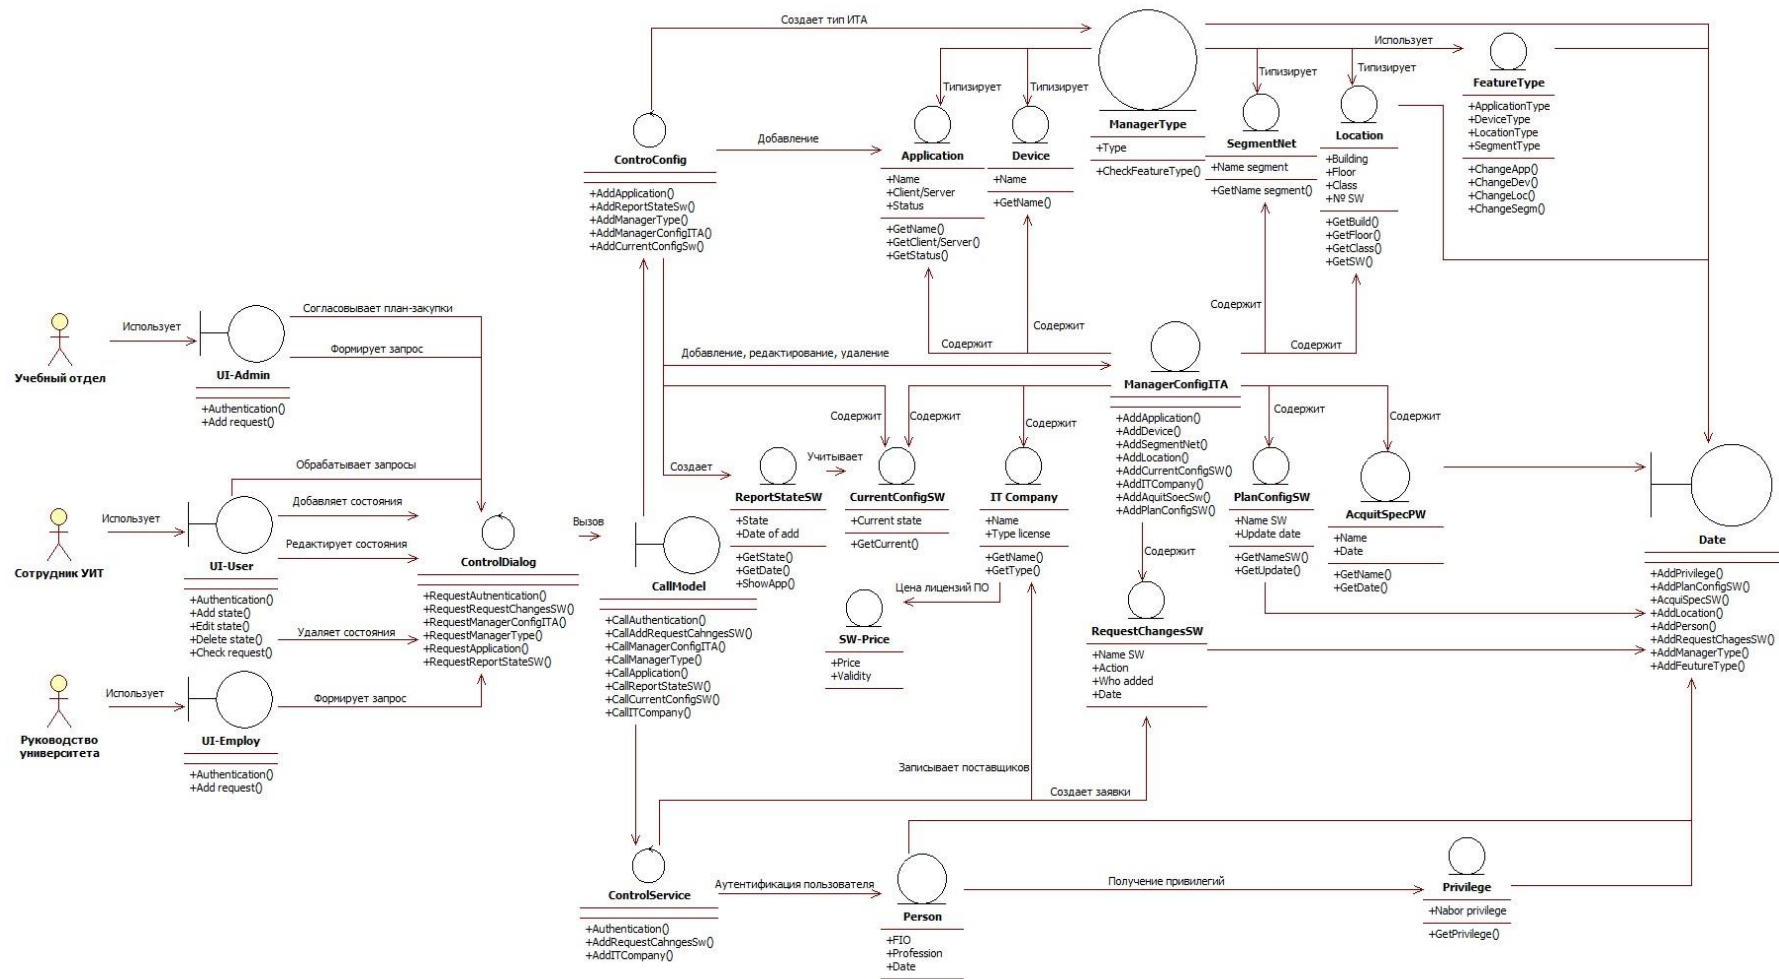 Создает тип ИТА
Использует
Типизирует
Типизирует
Типизирует
Типизирует
ManagerType
+Type
+CheckFeatureType()
FeatureType
+ApplicationType
+DeviceType
+LocationType
+SegmentType
+ChangeApp()
+ChangeDev()
+ChangeLoc()
+ChangeSegm()
ControConfig
+AddApplication()
+AddReportStateSw()
+AddManagerType()
+AddManagerConfigITA()
+AddCurrentConfigSw()
Добавление
Application
+Name
+Client/Server
+Status
+GetName()
+GetClient/Server()
+GetStatus()
Device
+Name
+GetName()
SegmentNet
+Name segment
+GetName segment()
Location
+Building
+Floor
+Class
+№ SW
+GetBuild()
+GetFloor()
+GetClass()
+GetSW()
Содержит
Содержит
Содержит
Содержит
Учебный отдел
Использует
UI-Admin
+Authentication()
+Add request()
Согласовывает план-закупки
Формирует запрос
Добавление, редактирование, удаление
ManagerConfigITA
+AddApplication()
+AddDevice()
+AddSegmentNet()
+AddLocation()
+AddCurrentConfigSW()
+AddITCompany()
+AddAquitSoecSw()
+AddPlanConfigSW()
Содержит
Содержит
Содержит
Содержит
Содержит
Содержит
Создает
ReportStateSW
+State
+Date of add
+GetState()
+GetDate()
+ShowApp()
Учитывает
CurrentConfigSW
+Current state
+GetCurrent()
IT Company
+Name
+Type license
+GetName()
+GetType()
PlanConfigSW
+Name SW
+Update date
+GetNameSW()
+GetUpdate()
AcquitSpecPW
+Name
+Date
+GetName()
+GetDate()
Date
+AddPrivilege()
+AddPlanConfigSW()
+AcquiSpecSW()
+AddLocation()
+AddPerson()
+AddRequestChagesSW()
+AddManagerType()
+AddFeutureType()
Сотрудник УИТ
Использует
UI-User
+Authentication()
+Add state()
+Edit state()
+Delete state()
+Check request()
Обрабатывает запросы
Добавляет состояния
Редактирует состояния
Удаляет состояния
ControlDialog
+RequestAutnentication()
+RequestRequestChangesSW()
+RequestManagerConfigITA()
+RequestManagerType()
+RequestApplication()
+RequestReportStateSW()
Вызов
CallModel
+CallAuthentication()
+CallAddRequestCahngesSW()
+CallManagerConfigITA()
+CallManagerType()
+CallApplication()
+CallReportStateSW()
+CallCurrentConfigSW()
+CallITCompany()
Цена лицензий ПО
SW-Price
+Price
+Validity
RequestChangesSW
+Name SW
+Action
+Who added
+Date
Руководство
университета
Использует
UI-Employ
+Authentication()
+Add request()
Формирует запрос
Записывает поставщиков
Создает заявки
ControlService
+Authentication()
+AddRequestCahngesSw()
+AddITCompany()
Аутентификация пользователя
Person
+FIO
+Profession
+Date
Получение привилегий
Privilege
+Nabor privilege
+GetPrivilege()